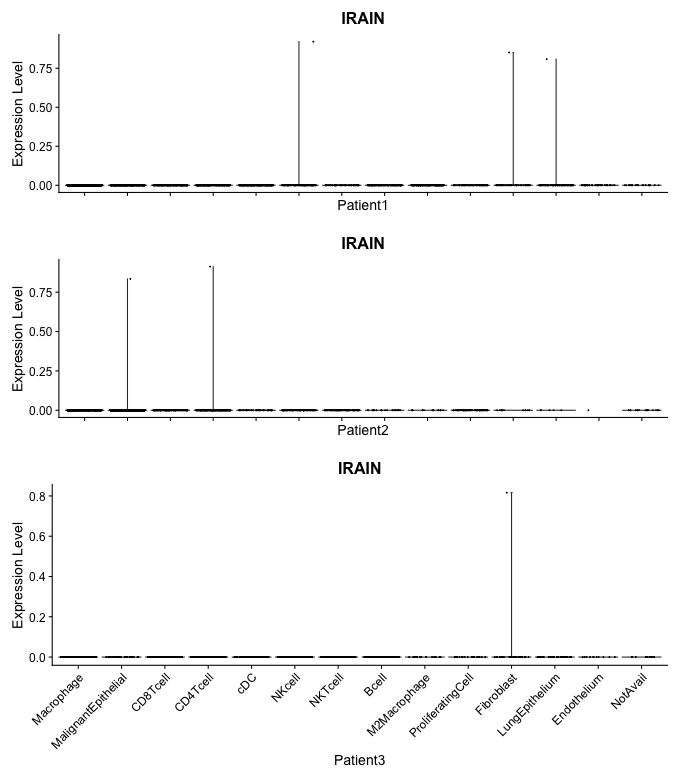 IRAIN
Expression Level
0.75
0.50
0.25
0.00
Patient1
IRAIN
Expression Level
0.75
0.50
0.25
0.00
Patient2
IRAIN
Expression Level
0.8
0.6
0.4
0.2
0.0
Macrophage
MalignantEpithelial
CD8Tcell
CD4Tcell
cDC
NKcell
NKTcell
Bcell
M2Macrophage
ProliferatingCell
Fibroblast
LungEpithelium
Endothelium
NotAvail
Patient3